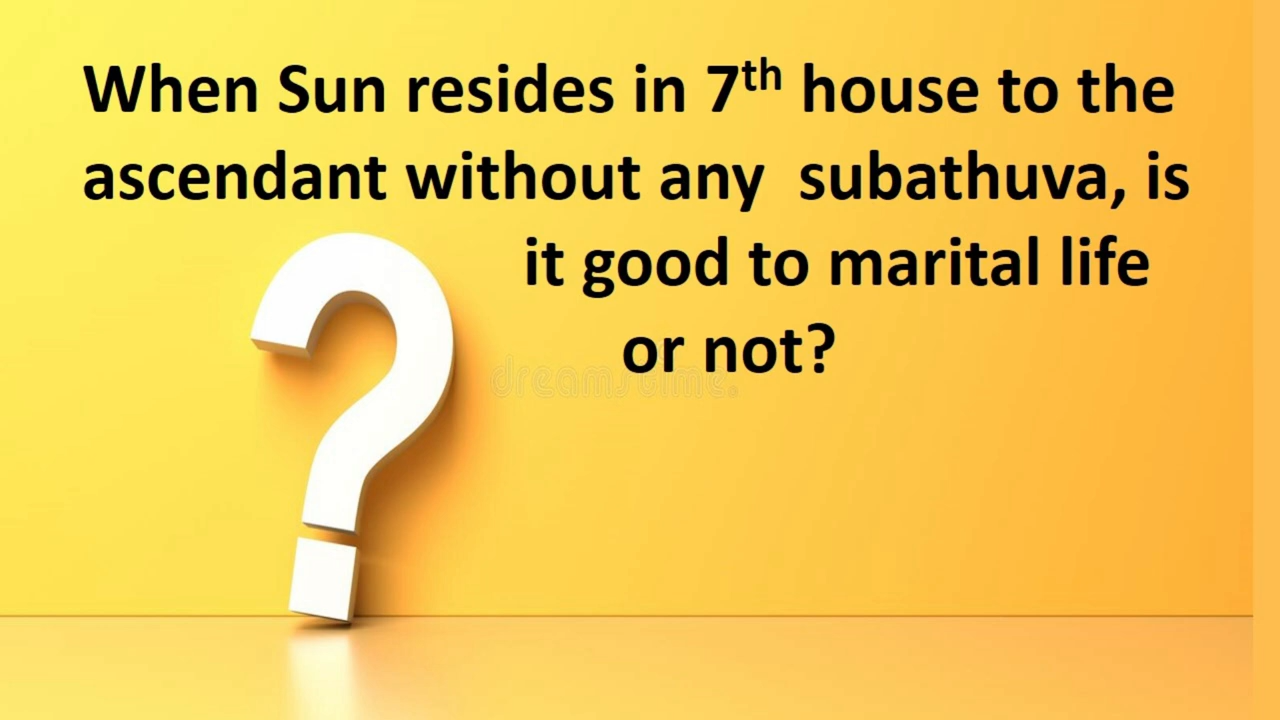 When Sun resides in 7th house to the
ascendant without any  subathuva, is
it good to marital life
or not?
dreamstime.